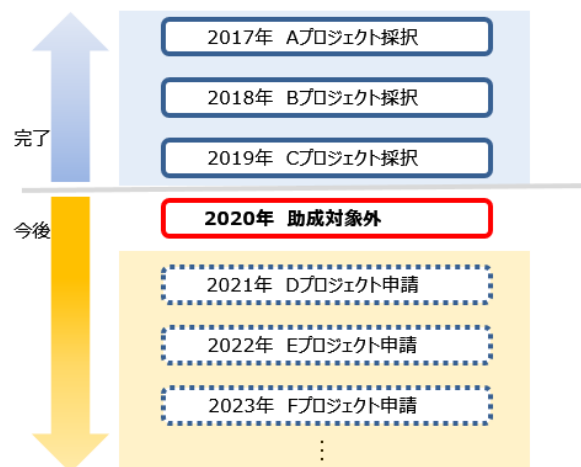 2017年 Aプロジェクト採択
2018年 Bプロジェクト採択
完了
2019年 Cプロジェクト採択
2020年 助成対象外
今後
2021年 Dプロジェクト申請
2022年 Eプロジェクト申請
2023年 Fプロジェクト申請
⋮